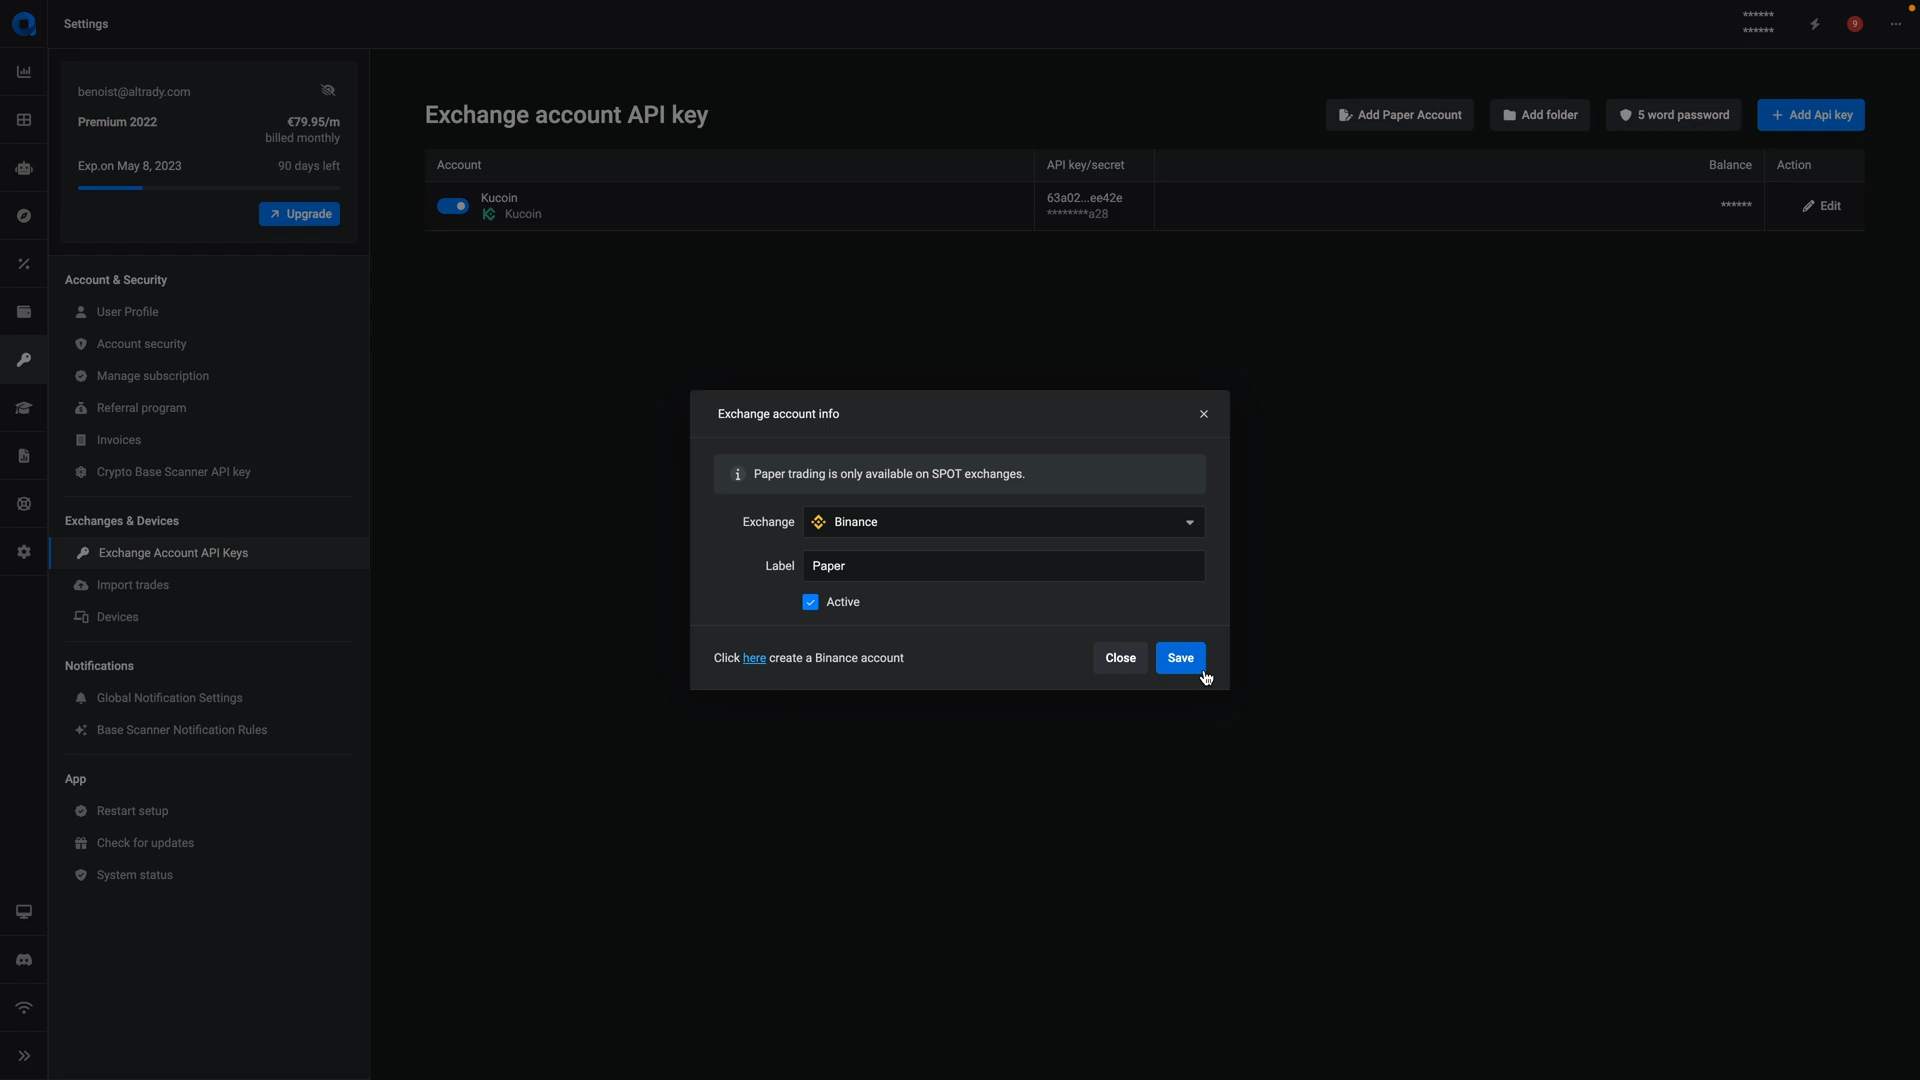 Settings
******
******
9
benoist@altrady.com
Premium 2022
€79.95/m
billed monthly
Exp.on May 8, 2023
90 days left
Upgrade
Account & Security
User Profile
Account security
Manage subscription
Referral program
Invoices
Crypto Base Scanner API key
Exchanges & Devices
Exchange Account API Keys
Import trades
Devices
Notifications
Global Notification Settings
Base Scanner Notification Rules
App
Restart setup
Check for updates
System status
Exchange account API key
Add Paper Account
Add folder
5 word password
+ Add Api key
Account
API key/secret
Balance
Action
Kucoin
Kucoin
63a02...ee42e
********a28
******
Edit
Exchange account info
Paper trading is only available on SPOT exchanges.
Exchange
Binance
Label
Paper
Active
Click here create a Binance account
Close
Save